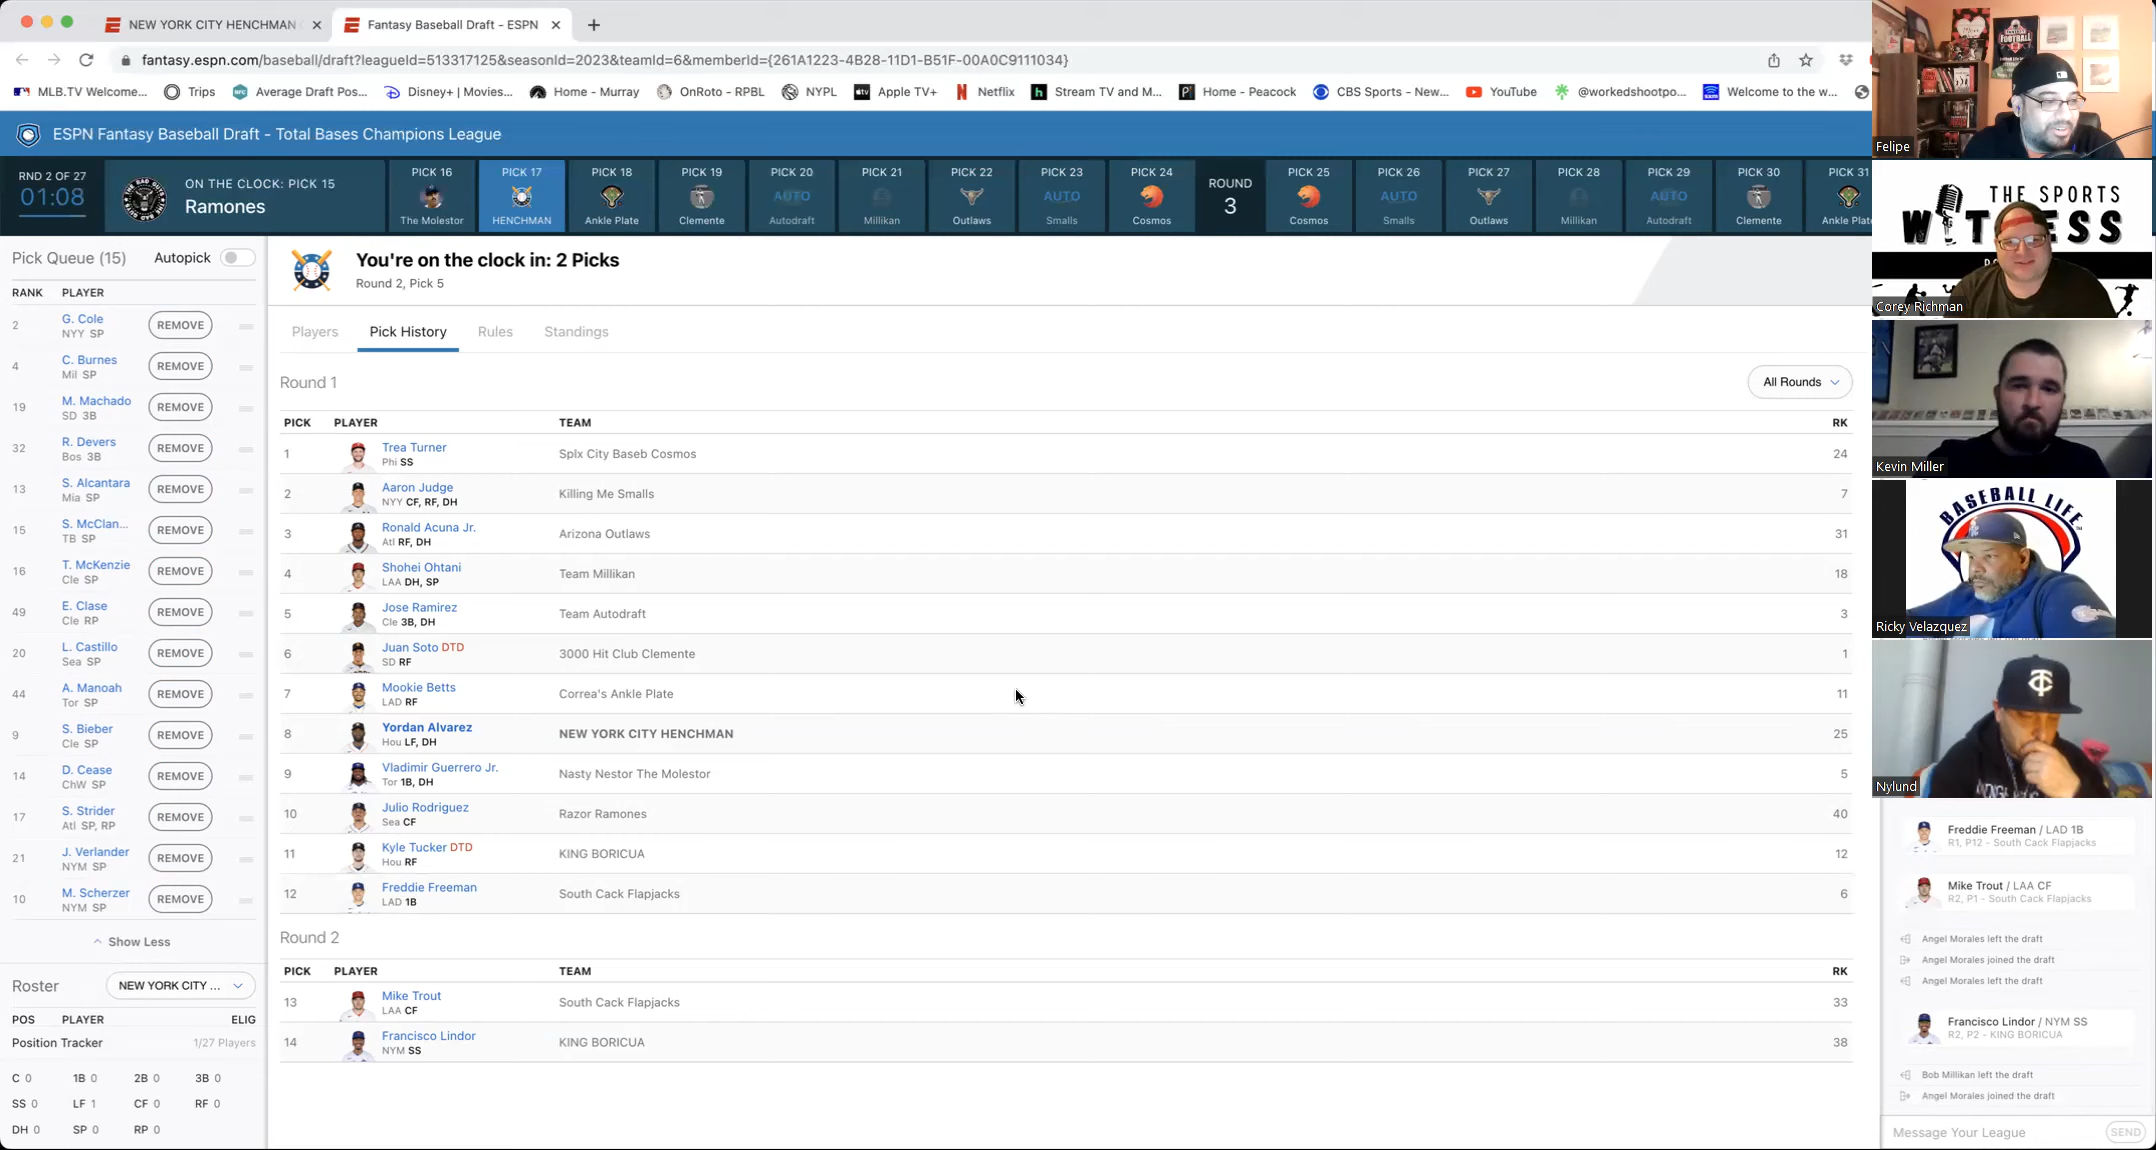 NEW YORK CITY HENCHMAN
Fantasy Baseball Draft - ESPN
fantasy.espn.com/baseball/draft?leagueId=513317125&seasonId=2023&teamId=6&memberId={261A1223-4B28-11D1-B51F-00A0C9111034}
MLB.TV Welcome... Trips Average Draft Pos... Disney+ | Movies... Home - Murray OnRoto - RPBL NYPL Apple TV+ Netflix Stream TV and M... Home - Peacock CBS Sports - New... YouTube @workedshootpo... Welcome to the w...
ESPN Fantasy Baseball Draft - Total Bases Champions League
RND 2 OF 27
01:08
ON THE CLOCK: PICK 15
Ramones
PICK 16
The Molestor
PICK 17
HENCHMAN
PICK 18
Ankle Plate
PICK 19
Clemente
PICK 20
AUTO
Autodraft
PICK 21
Millikan
PICK 22
Outlaws
PICK 23
AUTO
Smalls
PICK 24
Cosmos
ROUND
3
PICK 25
Cosmos
PICK 26
AUTO
Smalls
PICK 27
Outlaws
PICK 28
Millikan
PICK 29
AUTO
Autodraft
PICK 30
Clemente
PICK 31
Ankle Plate
Pick Queue (15) Autopick
RANK PLAYER
2 G. Cole REMOVE
NYY SP
4 C. Burnes REMOVE
Mil SP
19 M. Machado REMOVE
SD 3B
32 R. Devers REMOVE
Bos 3B
13 S. Alcantara REMOVE
Mia SP
15 S. McClan... REMOVE
TB SP
16 T. McKenzie REMOVE
Cle SP
49 E. Clase REMOVE
Cle RP
20 L. Castillo REMOVE
Sea SP
44 A. Manoah REMOVE
Tor SP
9 S. Bieber REMOVE
Cle SP
14 D. Cease REMOVE
ChW SP
17 S. Strider REMOVE
Atl SP, RP
21 J. Verlander REMOVE
NYM SP
10 M. Scherzer REMOVE
NYM SP
Show Less
Roster NEW YORK CITY ...
POS PLAYER ELIG
Position Tracker 1/27 Players
C 0 1B 0 2B 0 3B 0
SS 0 LF 1 CF 0 RF 0
DH 0 SP 0 RP 0
You're on the clock in: 2 Picks
Round 2, Pick 5
Players Pick History Rules Standings
Round 1
All Rounds
PICK PLAYER TEAM RK
1 Trea Turner Splx City Baseb Cosmos 24
Phi SS
2 Aaron Judge Killing Me Smalls 7
NYY CF, RF, DH
3 Ronald Acuna Jr. Arizona Outlaws 31
Atl RF, DH
4 Shohei Ohtani Team Millikan 18
LAA DH, SP
5 Jose Ramirez Team Autodraft 3
Cle 3B, DH
6 Juan Soto DTD 3000 Hit Club Clemente 1
SD RF
7 Mookie Betts Correa's Ankle Plate 11
LAD RF
8 Yordan Alvarez NEW YORK CITY HENCHMAN 25
Hou LF, DH
9 Vladimir Guerrero Jr. Nasty Nestor The Molestor 5
Tor 1B, DH
10 Julio Rodriguez Razor Ramones 40
Sea CF
11 Kyle Tucker DTD KING BORICUA 12
Hou RF
12 Freddie Freeman South Cack Flapjacks 6
LAD 1B
Round 2
PICK PLAYER TEAM RK
13 Mike Trout South Cack Flapjacks 33
LAA CF
14 Francisco Lindor KING BORICUA 38
NYM SS
Felipe
THE SPORTS
WITNESS
Corey Richman
Kevin Miller
BASEBALL LIFE
Ricky Velazquez
TC
Nylund
Freddie Freeman / LAD 1B
R1, P12 - South Cack Flapjacks
Mike Trout / LAA CF
R2, P1 - South Cack Flapjacks
Angel Morales left the draft
Angel Morales joined the draft
Angel Morales left the draft
Francisco Lindor / NYM SS
R2, P2 - KING BORICUA
Bob Millikan left the draft
Angel Morales joined the draft
Message Your League SEND